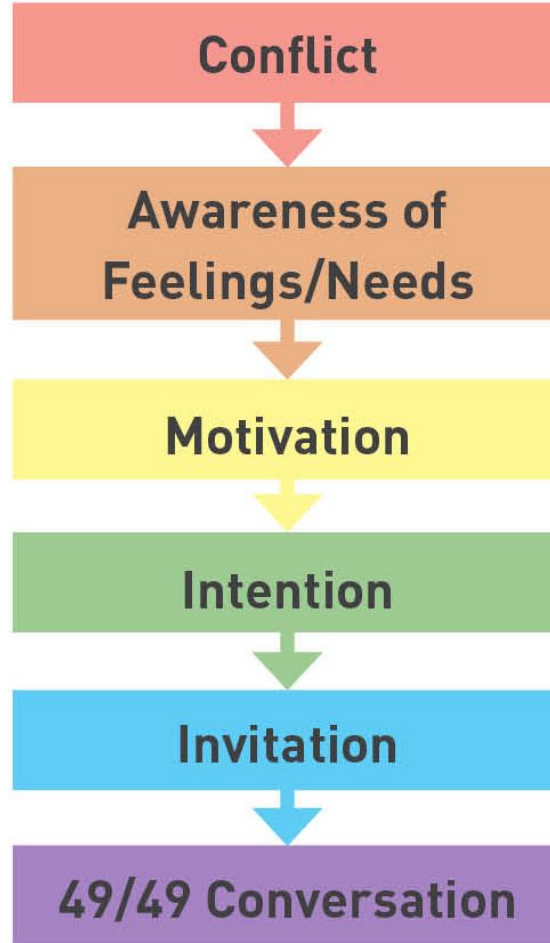 Conflict
Awareness of
Feelings/Needs
Motivation
Intention
Invitation
49/49 Conversation